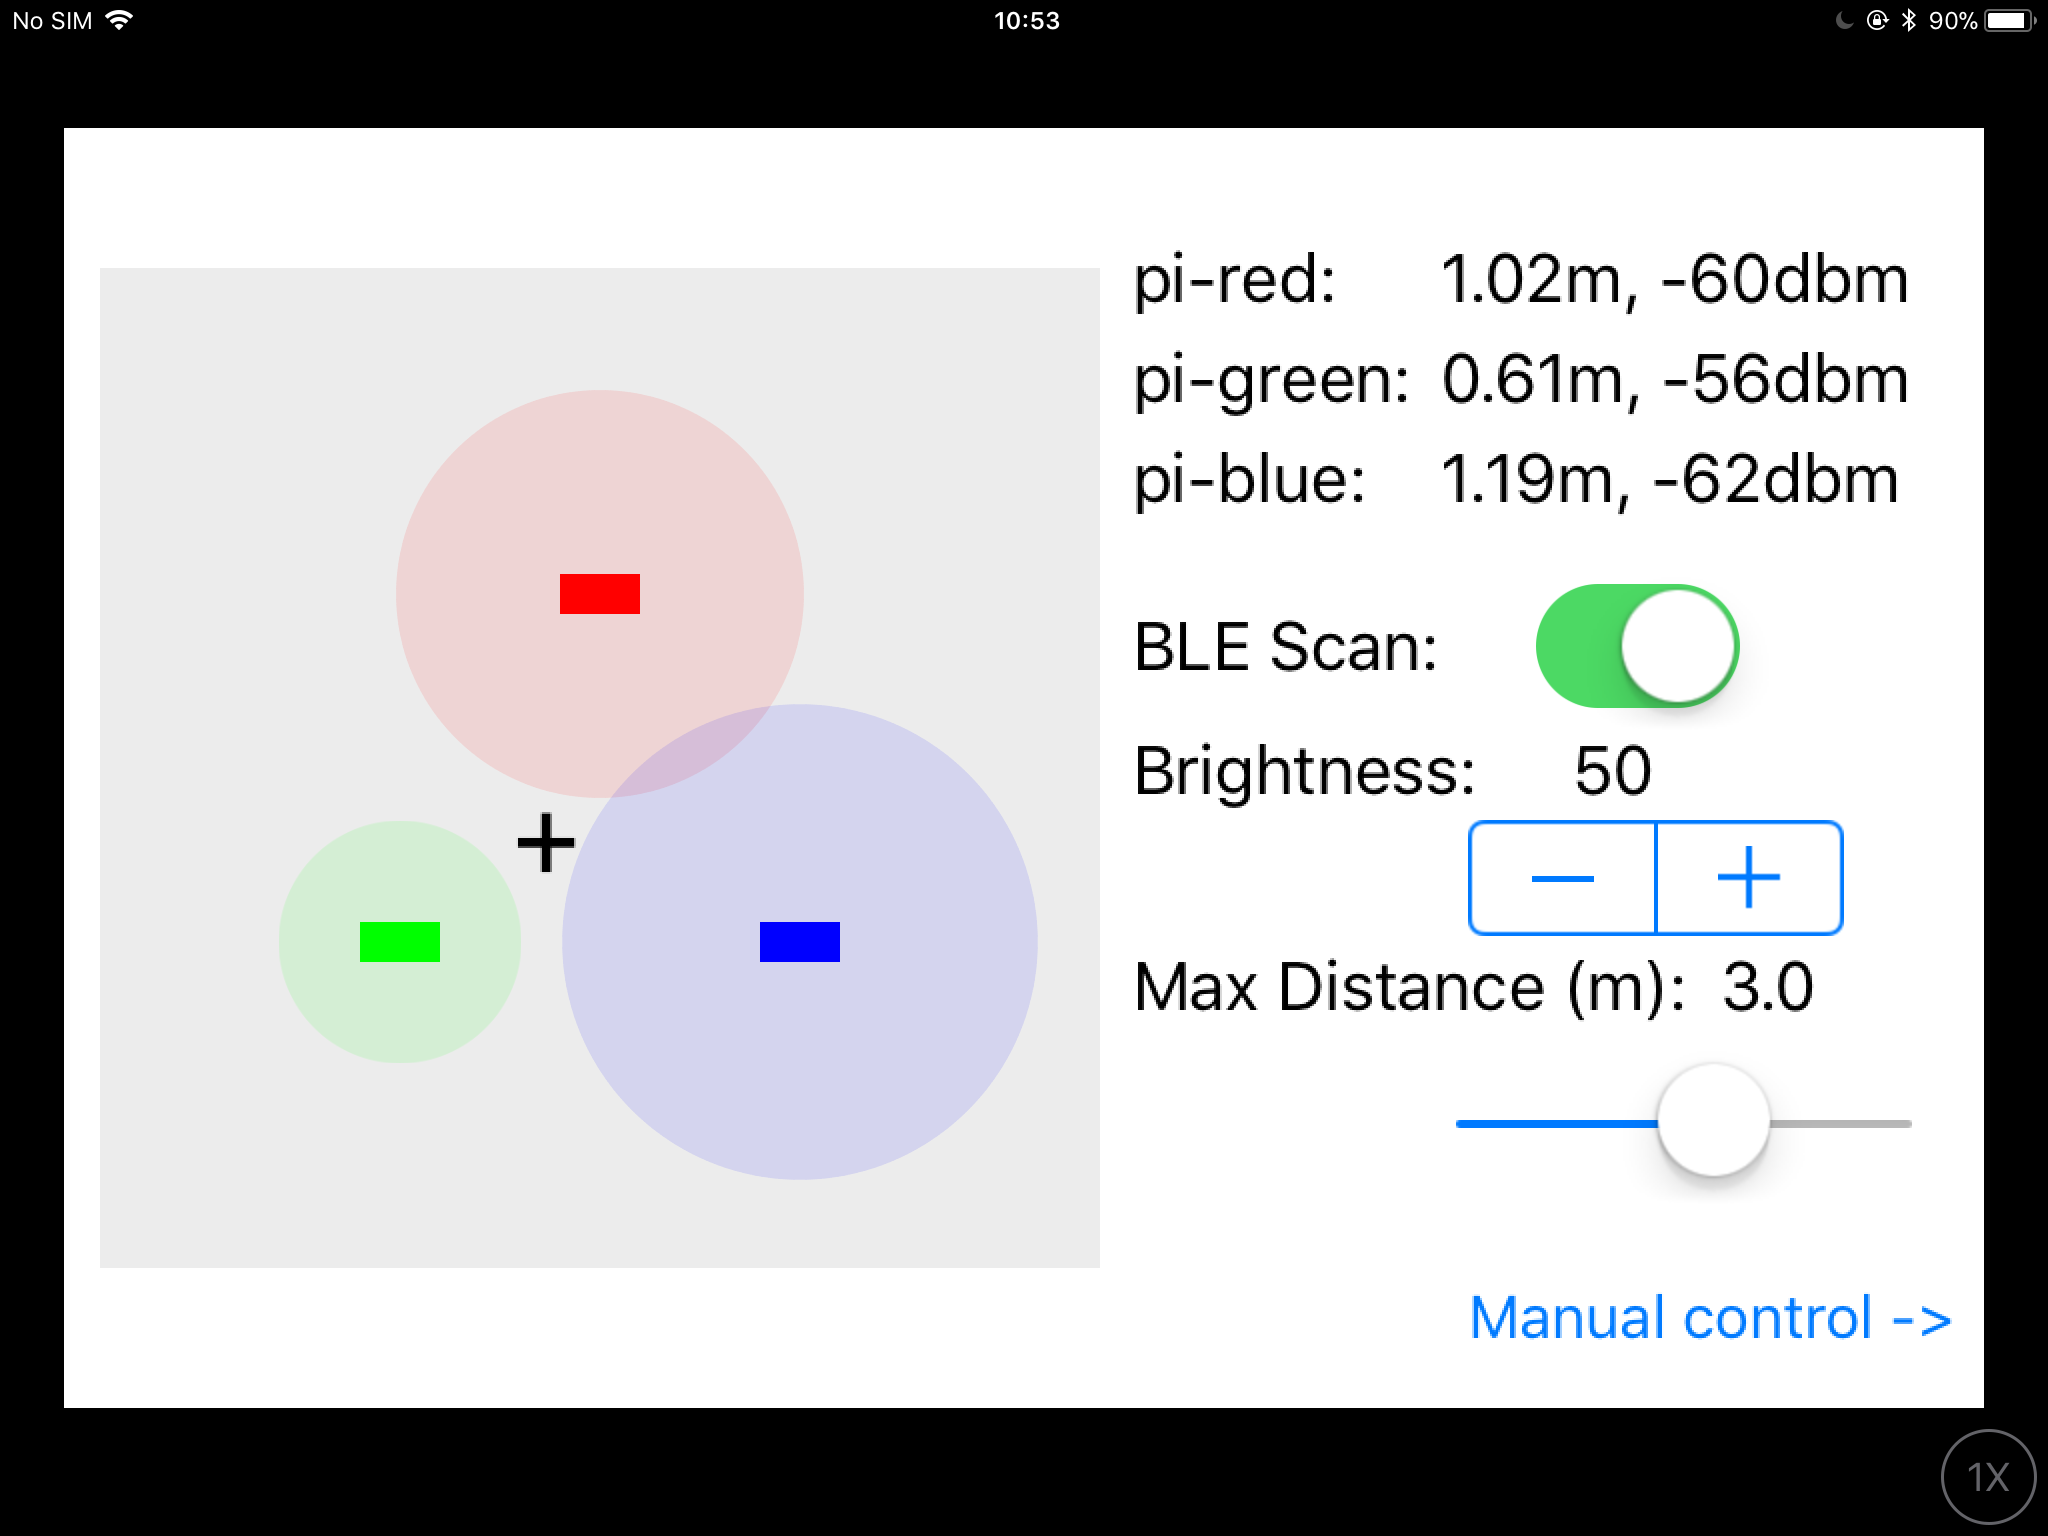 No SIM 10:53 90%
pi-red: 1.02m, -60dbm
pi-green: 0.61m, -56dbm
pi-blue: 1.19m, -62dbm
BLE Scan:
Brightness: 50
Max Distance (m): 3.0
Manual control ->
1X